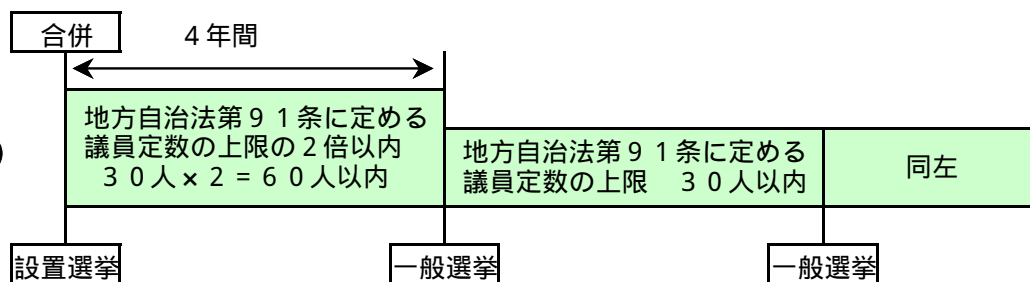 合併
4年間
地方自治法第91条に定める
議員定数の上限の2倍以内
30人×2=60人以内
地方自治法第91条に定める
議員定数の上限 30人以内
同左
設置選挙
一般選挙
一般選挙